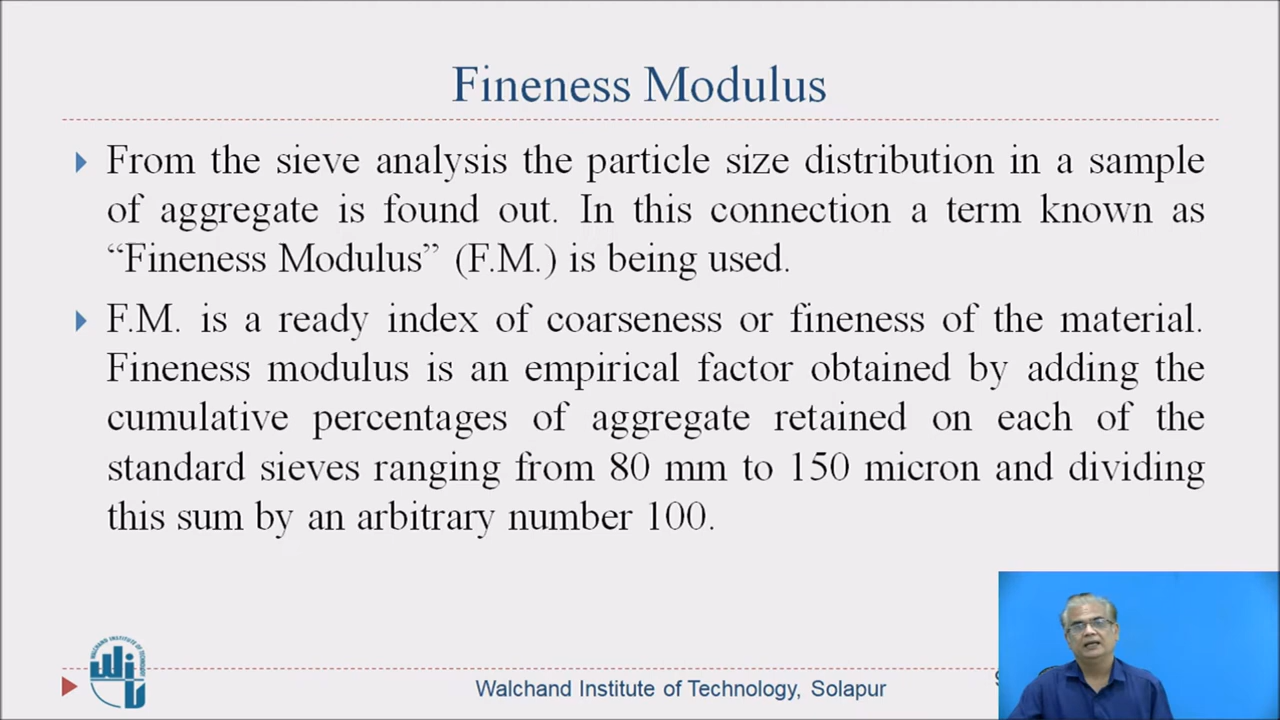 Fineness Modulus
From the sieve analysis the particle size distribution in a sample
of aggregate is found out. In this connection a term known as
“Fineness Modulus” (F.M.) is being used.
F.M. is a ready index of coarseness or fineness of the material.
Fineness modulus is an empirical factor obtained by adding the
cumulative percentages of aggregate retained on each of the
standard sieves ranging from 80 mm to 150 micron and dividing
this sum by an arbitrary number 100.
WALCHAND INSTITUTE OF TECHNOLOGY
Walchand Institute of Technology, Solapur